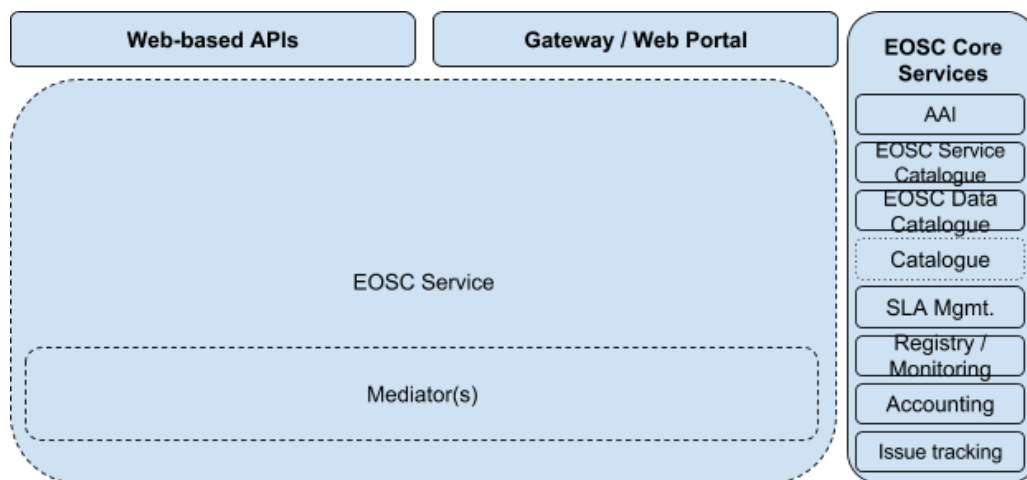 Web-based APIs
Gateway / Web Portal
EOSC Service
Mediator(s)
EOSC Core
Services
AAI
EOSC Service
Catalogue
EOSC Data
Catalogue
Catalogue
SLA Mgmt.
Registry /
Monitoring
Accounting
Issue tracking